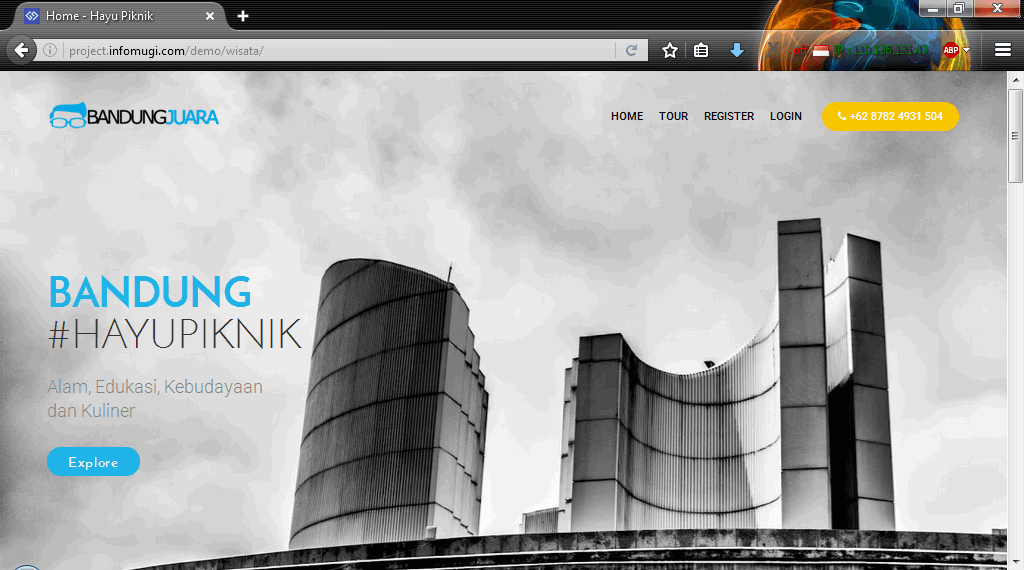 Home - Hayu Piknik
project.infomugi.com/demo/wisata/
ABP
BANDUNGJUARA
HOME
TOUR
REGISTER
LOGIN
+62 8782 4931 504
BANDUNG
#HAYUPIKNIK
Alam, Edukasi, Kebudayaan
dan Kuliner
Explore